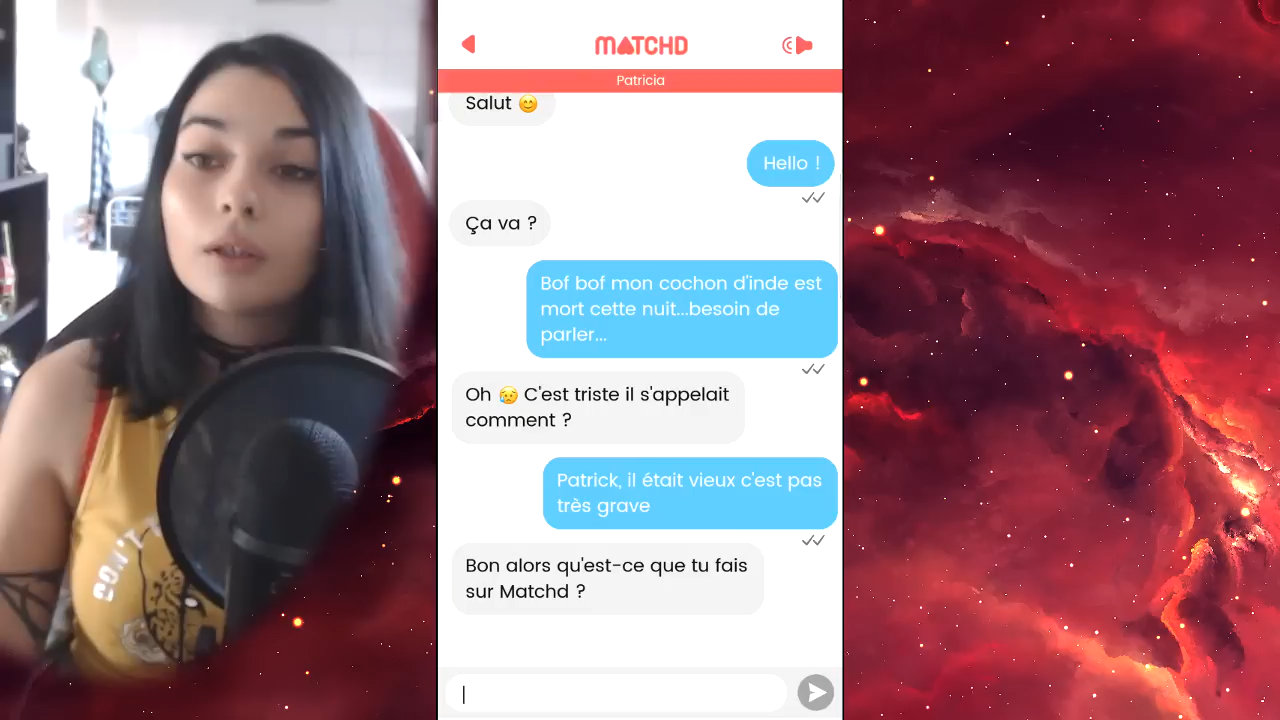 MATCHD
Patricia
Salut 😊
Hello !
Ça va ?
Bof bof mon cochon d'inde est
mort cette nuit...besoin de
parler...
Oh 😥 C'est triste il s'appelait
comment ?
Patrick, il était vieux c'est pas
très grave
Bon alors qu'est-ce que tu fais
sur Matchd ?
DON'T